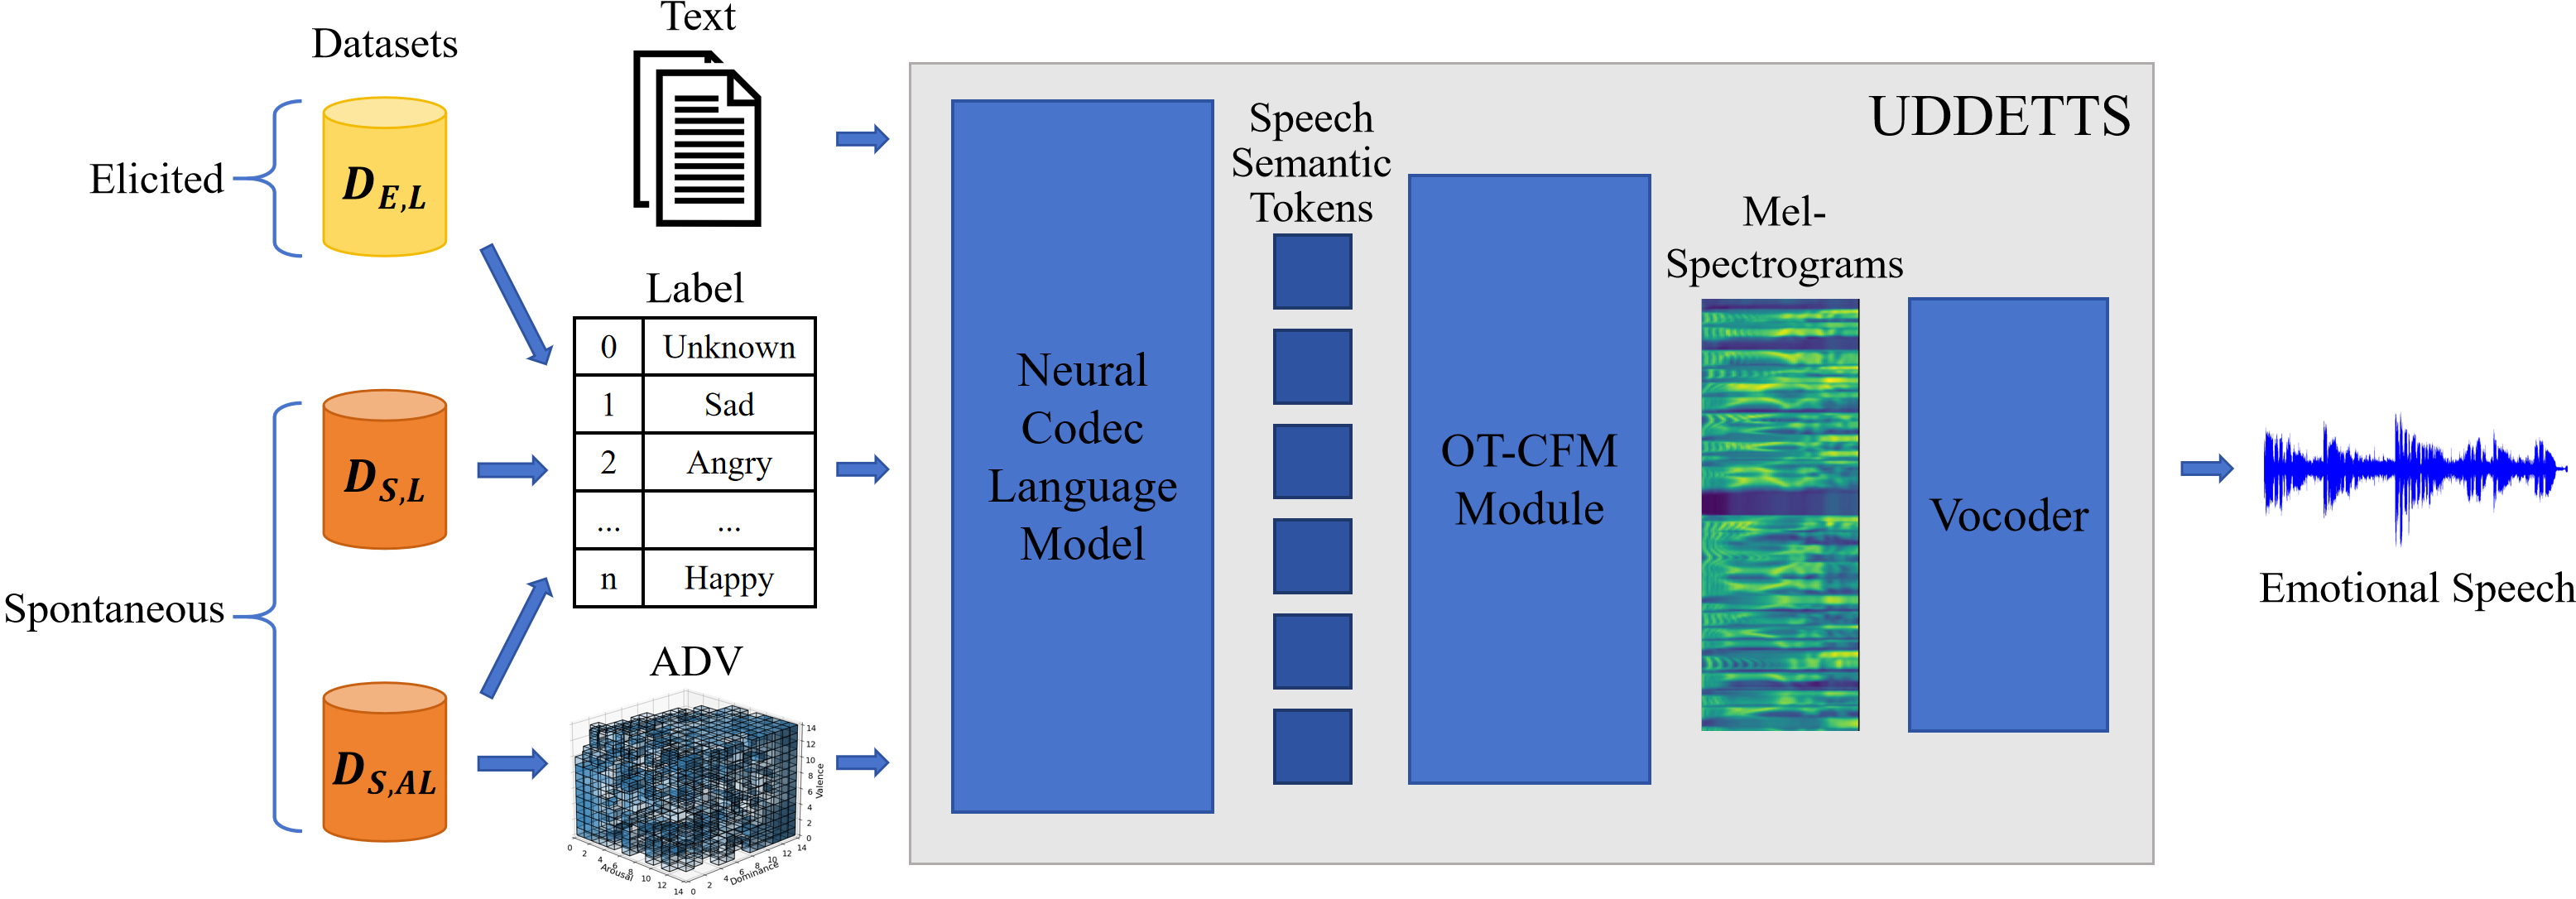 Datasets
Elicited
D_{E,L}
D_{S,L}
Spontaneous
D_{S,AL}
Text
Label
0 Unknown
1 Sad
2 Angry
... ...
n Happy
ADV
14
12
10
8
6
4
2
0
Valence
0 2 4 6 8 10 12 14
Arousal
0 2 4 6 8 10 12 14
Dominance
UDDETTS
Neural
Codec
Language
Model
Speech
Semantic
Tokens
OT-CFM
Module
Mel-
Spectrograms
Vocoder
Emotional Speech